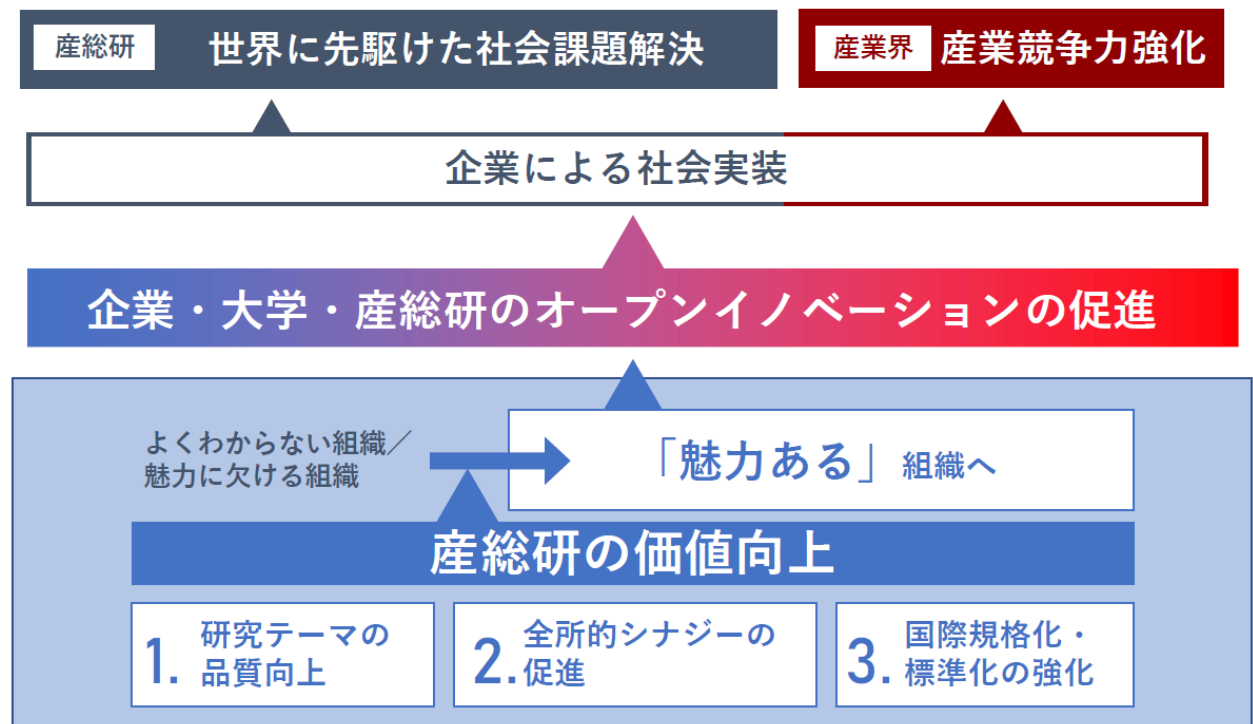 産総研 世界に先駆けた社会課題解決
産業界 産業競争力強化
企業による社会実装
企業・大学・産総研のオープンイノベーションの促進
よくわからない組織／
魅力に欠ける組織
「魅力ある」組織へ
産総研の価値向上
1. 研究テーマの
品質向上
2. 全所的シナジーの
促進
3. 国際規格化・
標準化の強化